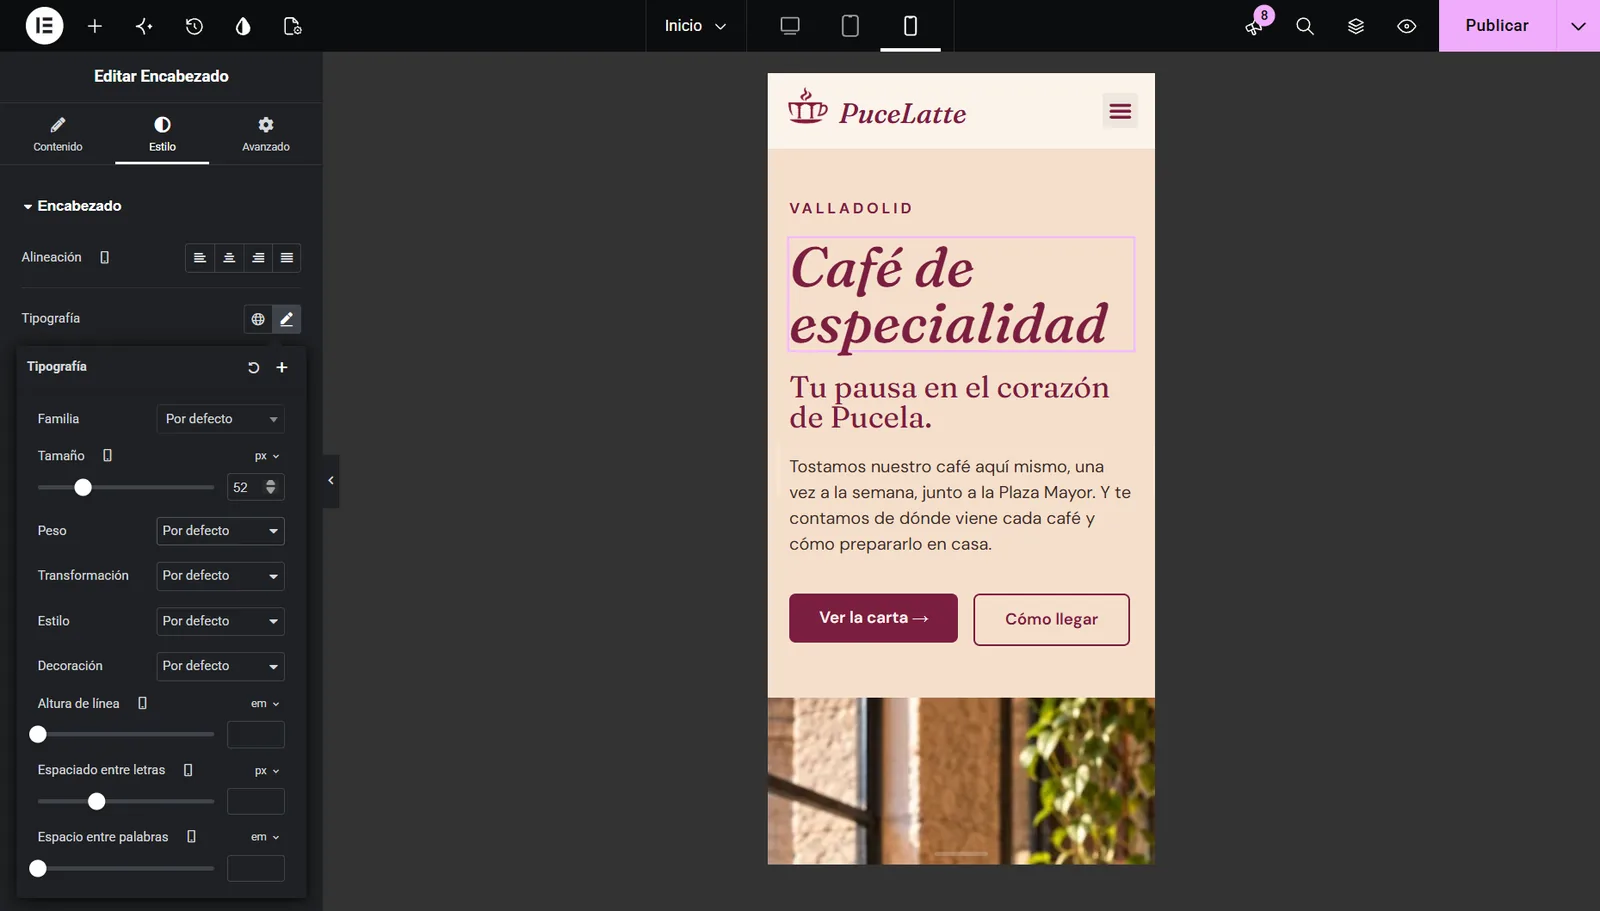 Inicio
8
Publicar
Editar Encabezado
Contenido
Estilo
Avanzado
Encabezado
Alineación
Tipografía
Tipografía
Familia
Por defecto
Tamaño
px
52
Peso
Por defecto
Transformación
Por defecto
Estilo
Por defecto
Decoración
Por defecto
Altura de línea
em
Espaciado entre letras
px
Espacio entre palabras
em
PuceLatte
VALLADOLID
Café de
especialidad
Tu pausa en el corazón
de Pucela.
Tostamos nuestro café aquí mismo, una
vez a la semana, junto a la Plaza Mayor. Y te
contamos de dónde viene cada café y
cómo prepararlo en casa.
Ver la carta →
Cómo llegar